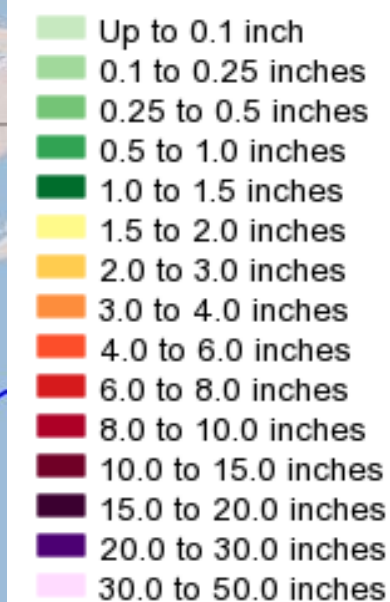 Up to 0.1 inch
0.1 to 0.25 inches
0.25 to 0.5 inches
0.5 to 1.0 inches
1.0 to 1.5 inches
1.5 to 2.0 inches
2.0 to 3.0 inches
3.0 to 4.0 inches
4.0 to 6.0 inches
6.0 to 8.0 inches
8.0 to 10.0 inches
10.0 to 15.0 inches
15.0 to 20.0 inches
20.0 to 30.0 inches
30.0 to 50.0 inches